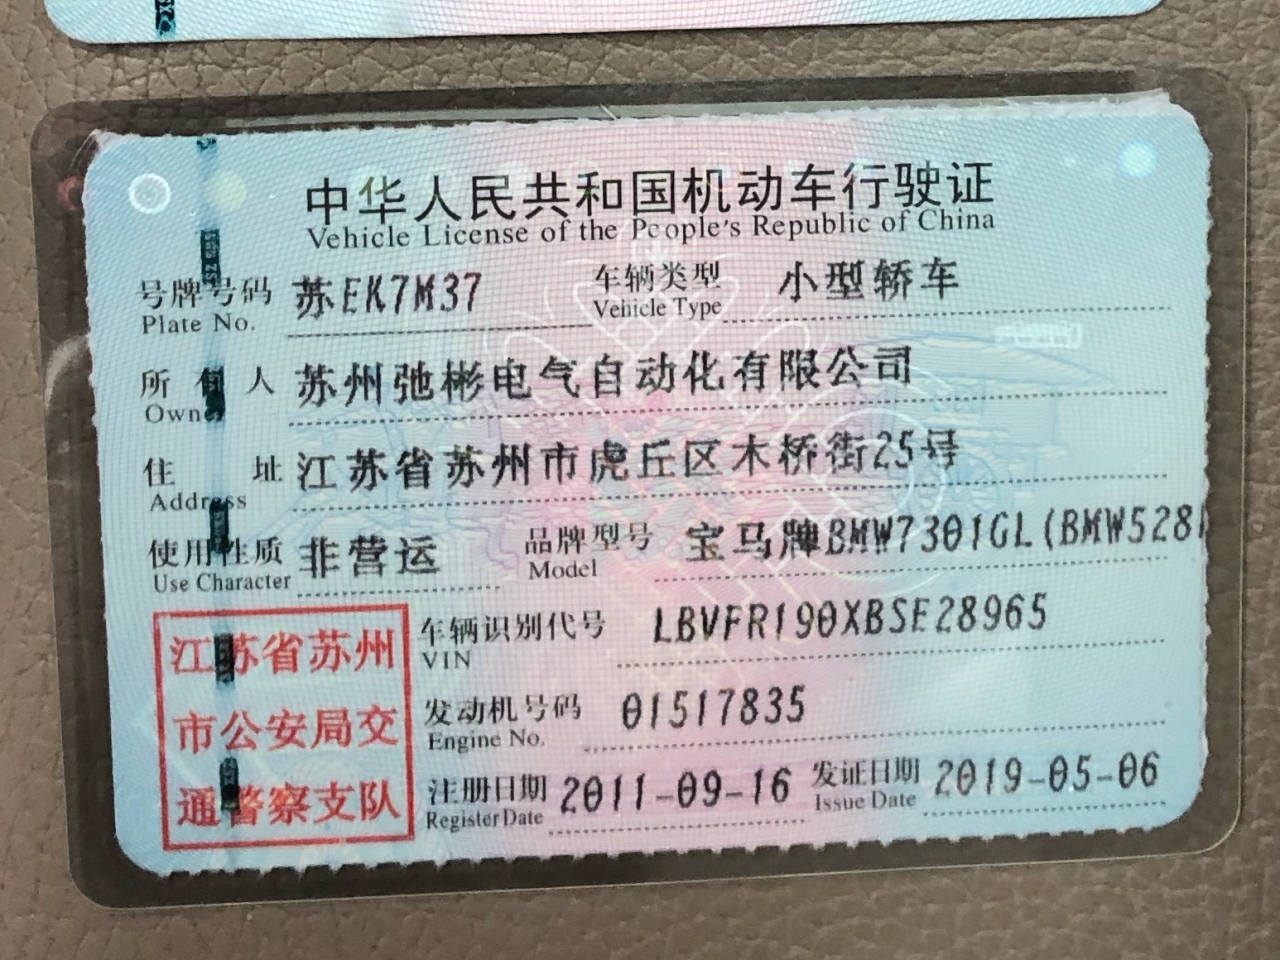 中华人民共和国机动车行驶证
Vehicle License of the People's Republic of China
号牌号码 苏EK7M37 车辆类型 小型轿车
Plate No. Vehicle Type
所有人 苏州弛彬电气自动化有限公司
Owner
住址 江苏省苏州市虎丘区木桥街25号
Address
使用性质 非营运 品牌型号 宝马牌BMW7301GL(BMW528I
Use Character Model
江苏省苏州
市公安局交
通警察支队
车辆识别代号 LBVFR190XBSE28965
VIN
发动机号码 01517835
Engine No.
注册日期 2011-09-16 发证日期 2019-05-06
Register Date Issue Date